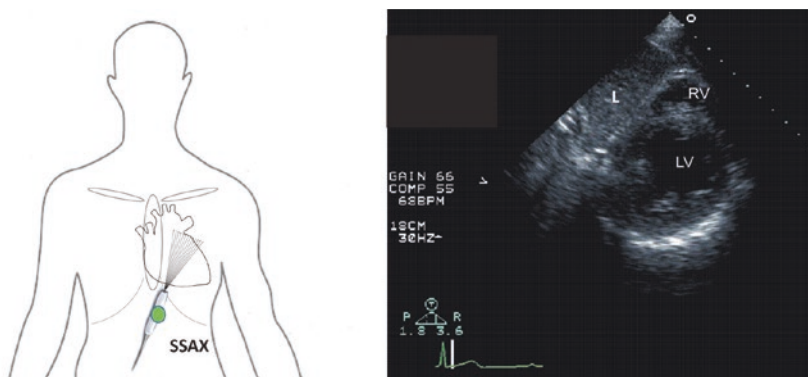 SSAX
L
RV
LV
GAIN 66
COMP 55
68BPM
18CM
30HZ
P R
1.8 3.6